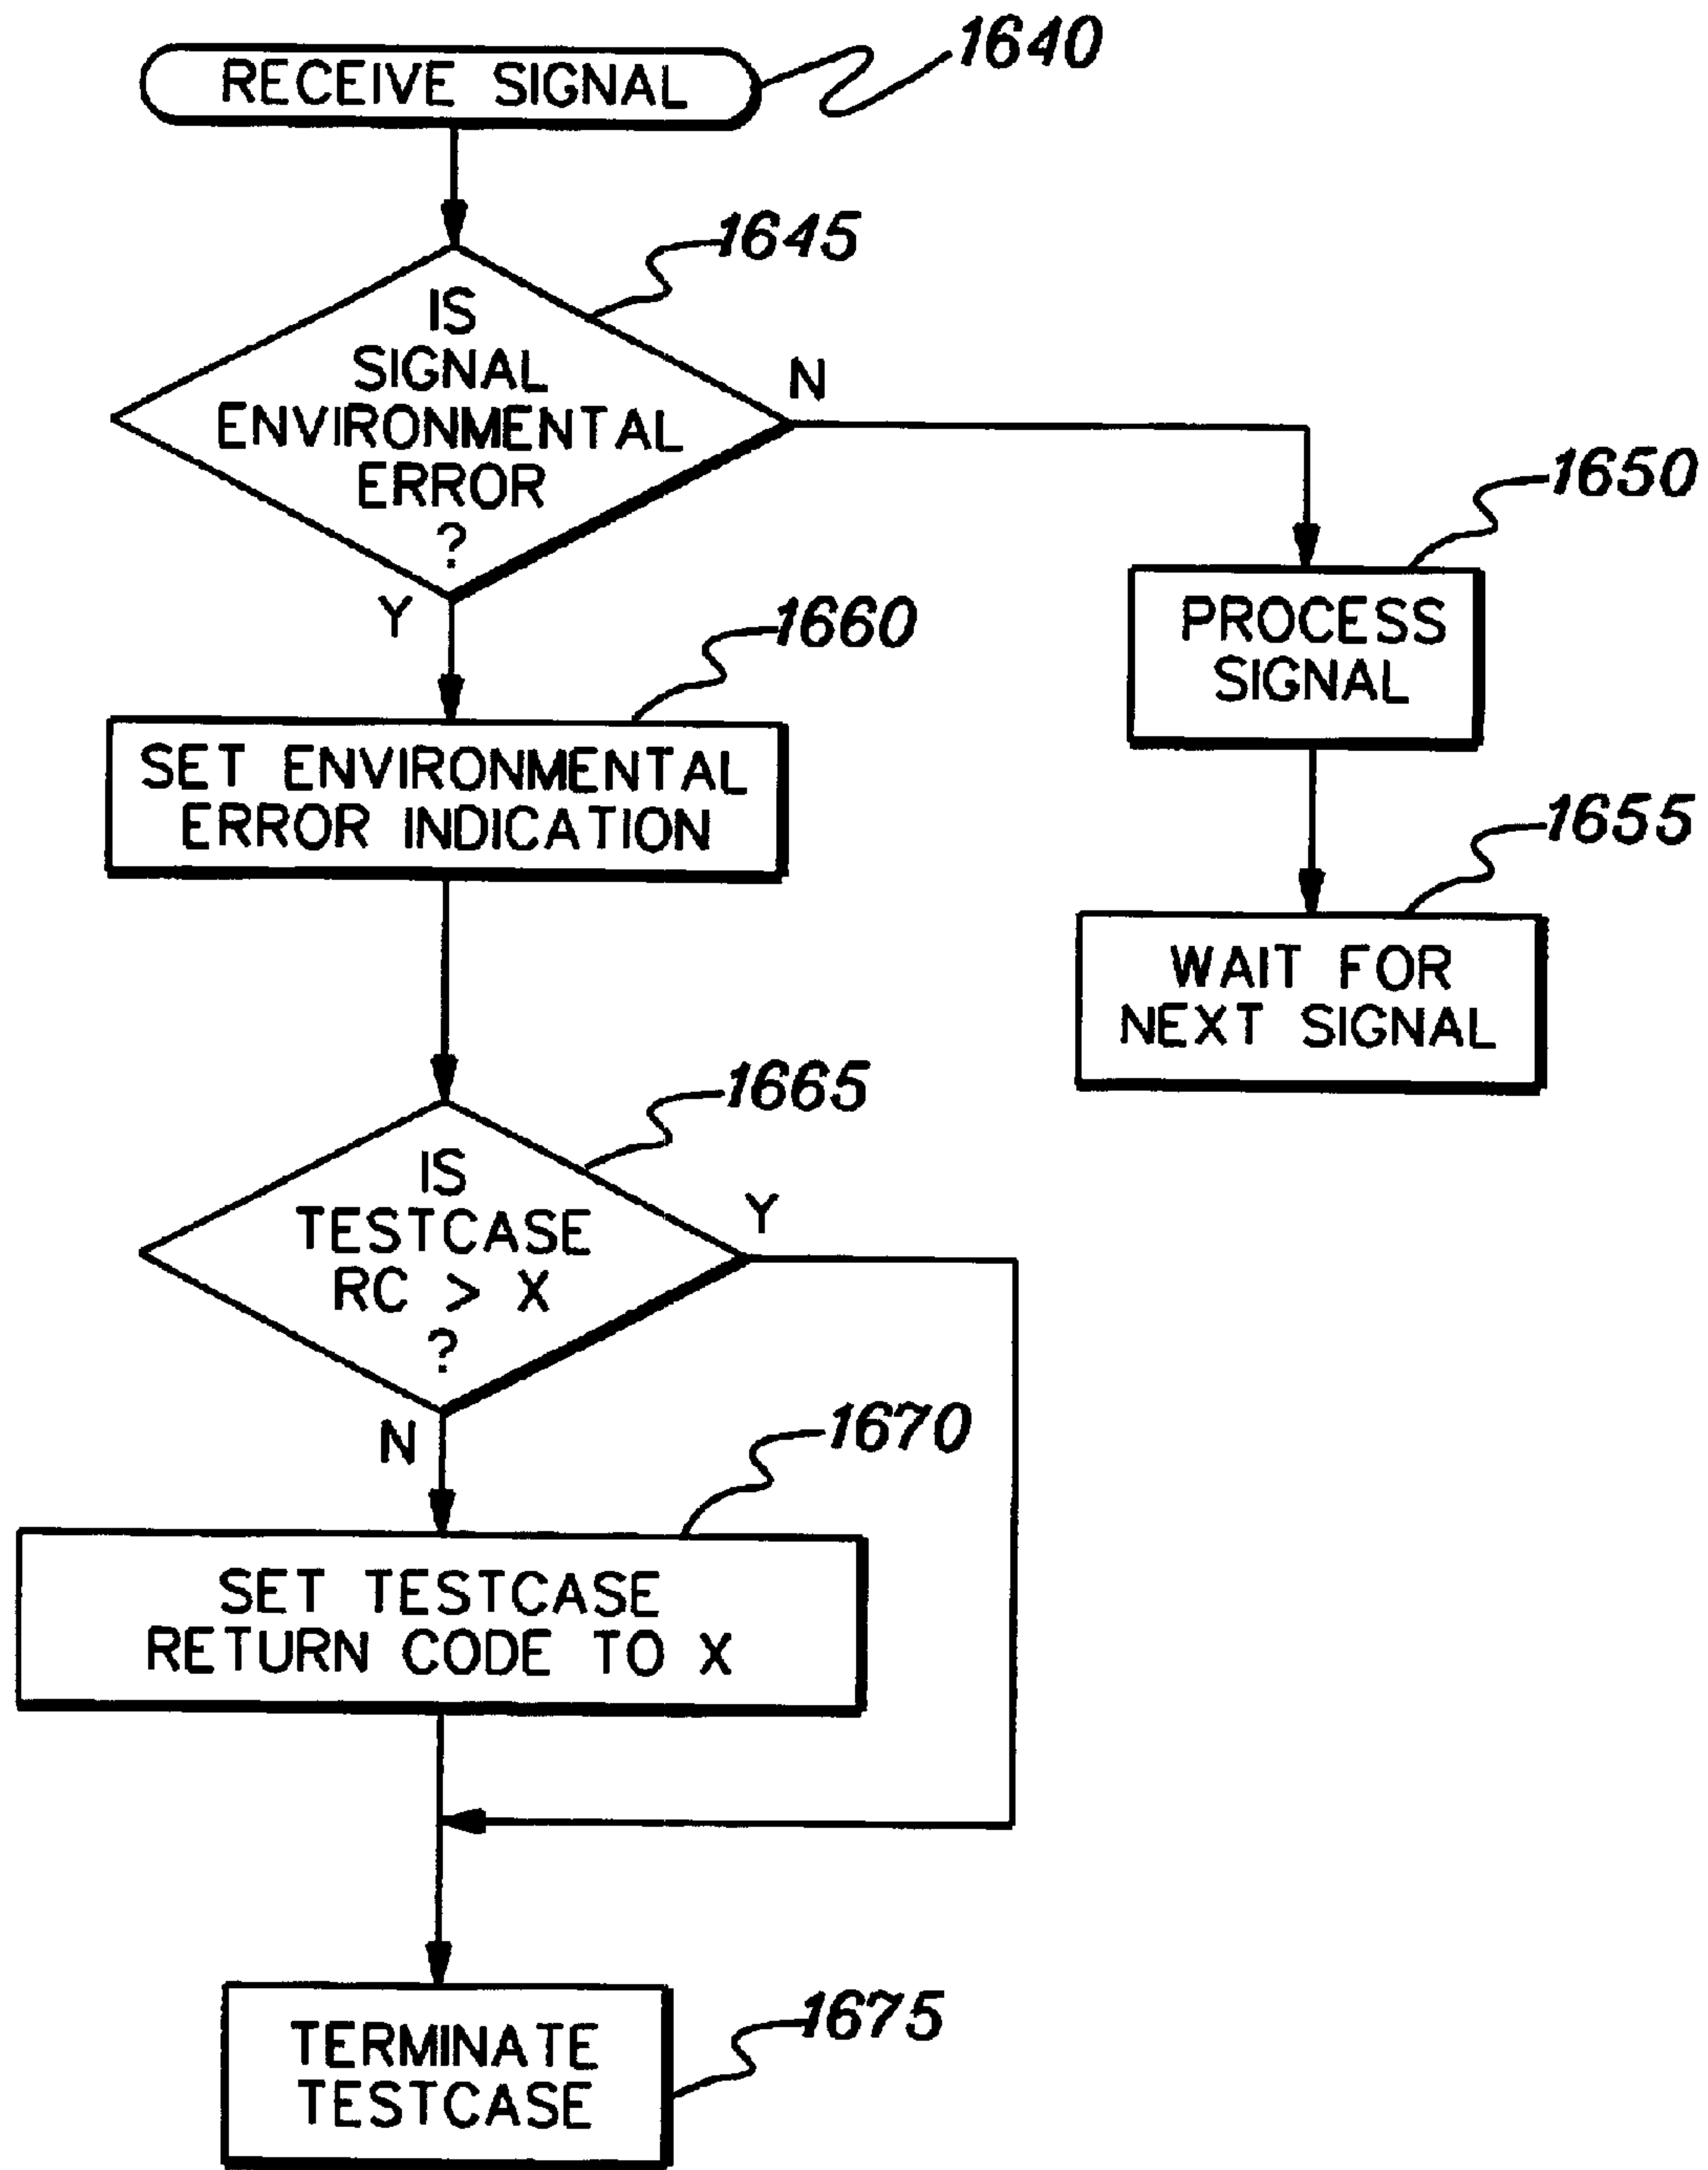 RECEIVE SIGNAL
1640
1645
IS
SIGNAL
ENVIRONMENTAL
ERROR
?
N
Y
1650
PROCESS
SIGNAL
1660
SET ENVIRONMENTAL
ERROR INDICATION
1655
WAIT FOR
NEXT SIGNAL
1665
IS
TESTCASE
RC > X
?
Y
N
1670
SET TESTCASE
RETURN CODE TO X
1675
TERMINATE
TESTCASE